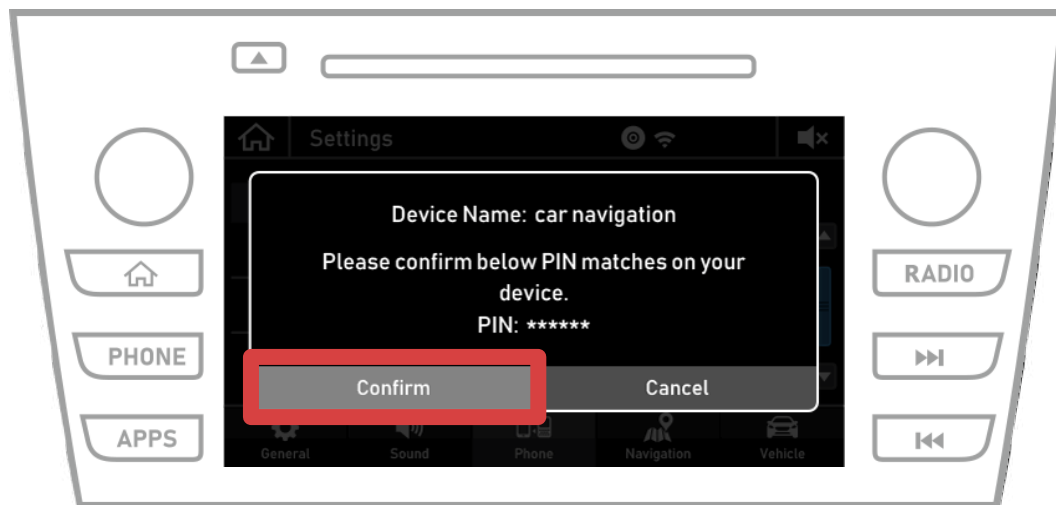 Settings
Device Name: car navigation
Please confirm below PIN matches on your
device.
PIN: ******
Confirm
Cancel
General
Sound
Phone
Navigation
Vehicle
PHONE
APPS
RADIO